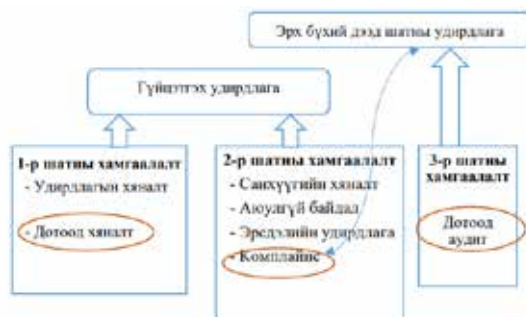 Эрх бүхий дээд шатны удирдлага
Гүйцэтгэх удирдлага
1-р шатны хамгаалалт
- Удирдлагын хяналт
- Дотоод хяналт
2-р шатны хамгаалалт
- Санхүүгийн хяналт
- Аюулгүй байдал
- Эрсдэлийн удирдлага
- Комплайнс
3-р шатны
хамгаалалт
Дотоод
аудит